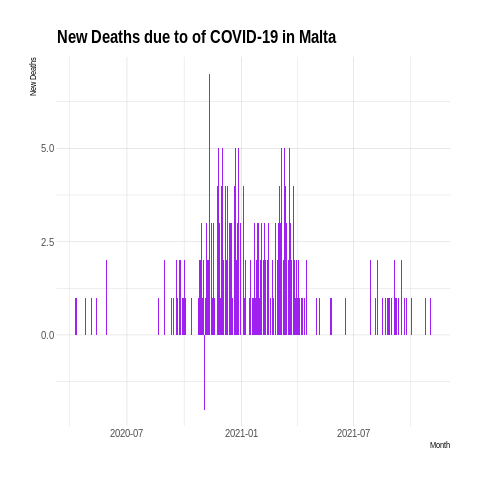 New Deaths due to of COVID-19 in Malta
New Deaths
5.0
2.5
0.0
2020-07
2021-01
2021-07
Month